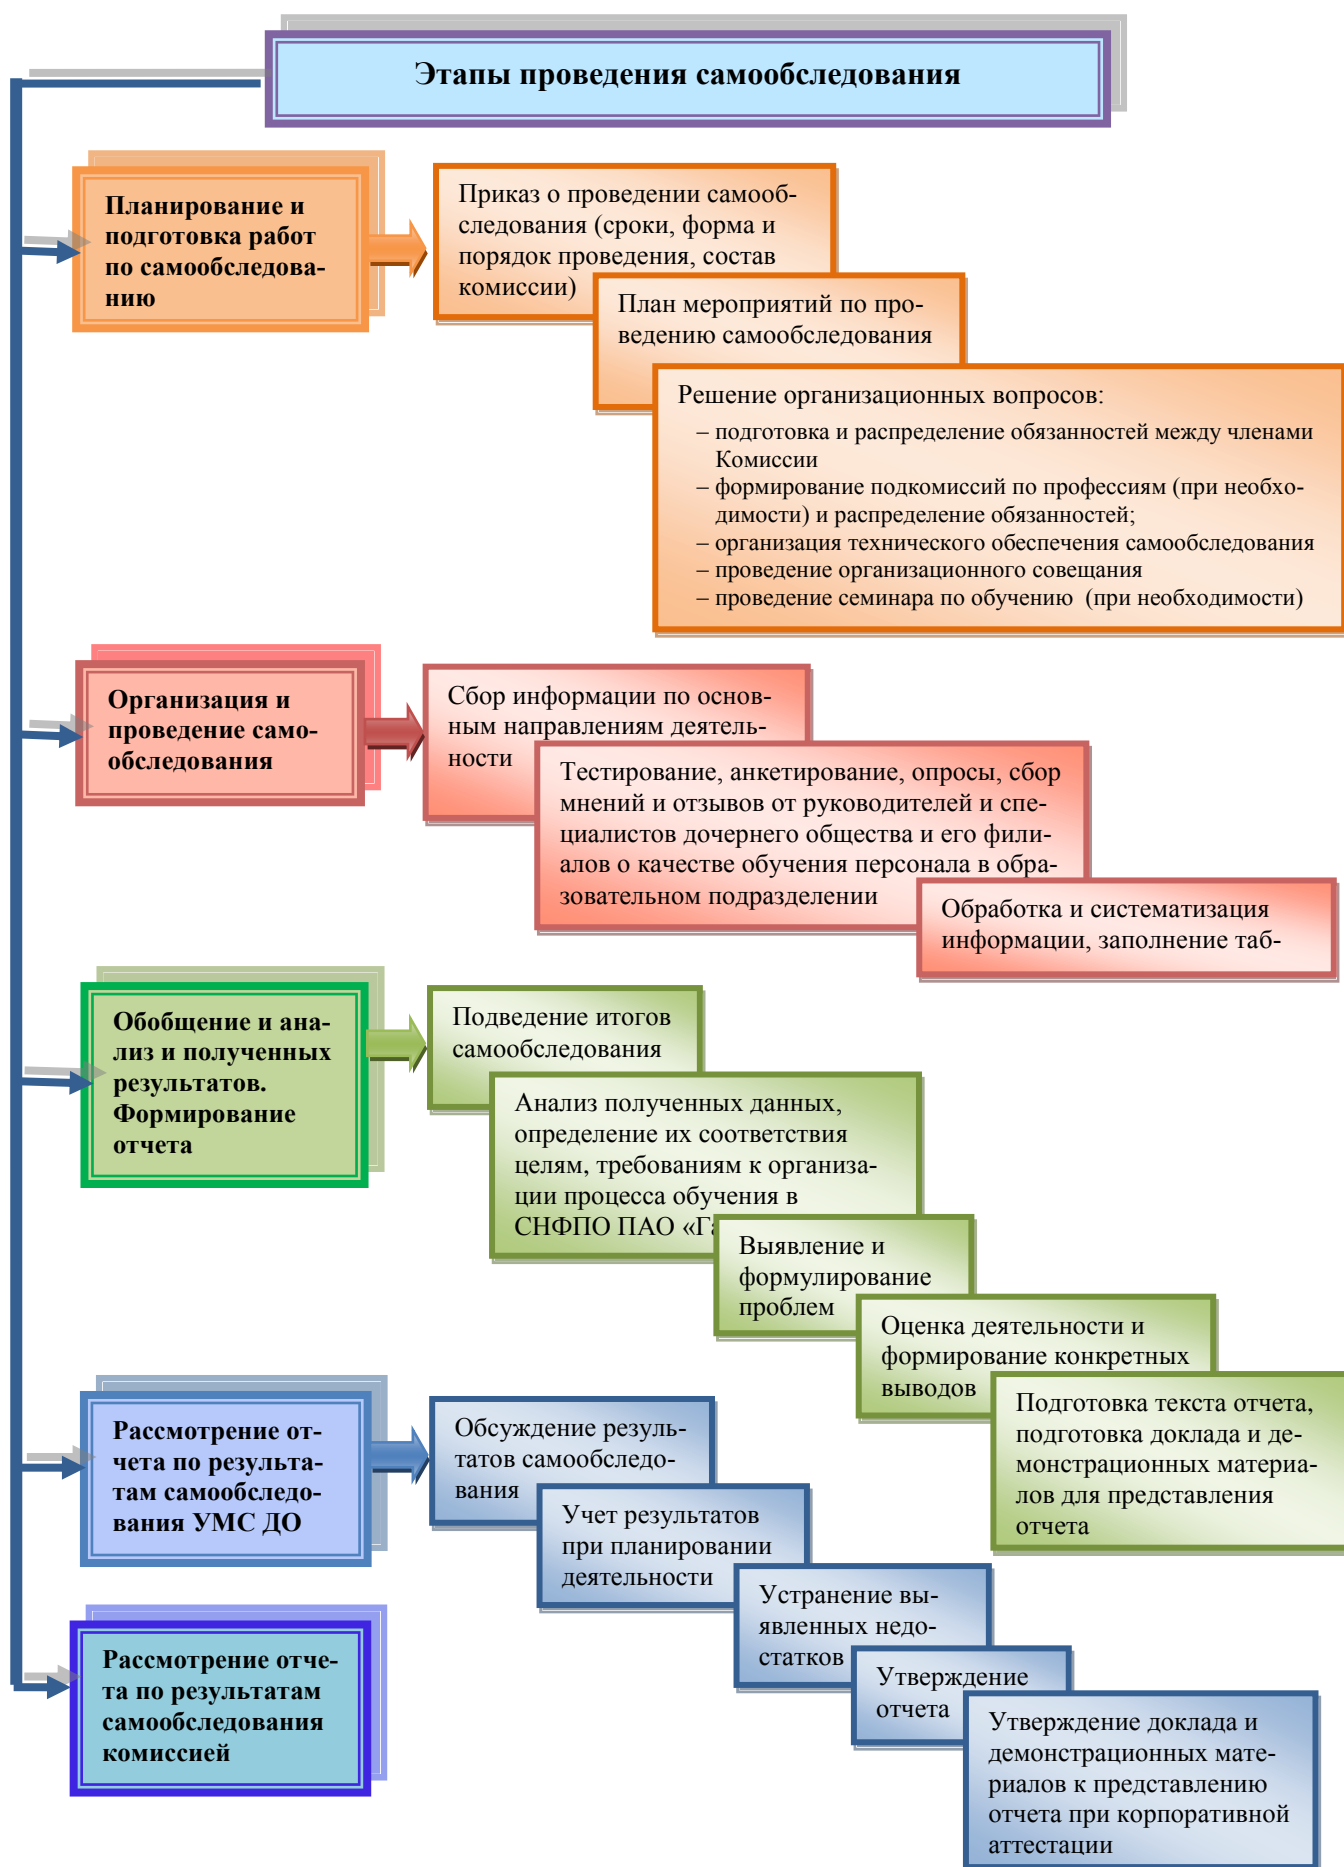 Этапы проведения самообследования
Планирование и
подготовка работ
по самообследова-
нию
Приказ о проведении самооб-
следования (сроки, форма и
порядок проведения, состав
комиссии)
План мероприятий по про-
ведению самообследования
Решение организационных вопросов:
– подготовка и распределение обязанностей между членами
Комиссии
– формирование подкомиссий по профессиям (при необхо-
димости) и распределение обязанностей;
– организация технического обеспечения самообследования
– проведение организационного совещания
– проведение семинара по обучению (при необходимости)
Организация и
проведение само-
обследования
Сбор информации по основ-
ным направлениям деятель-
ности
Тестирование, анкетирование, опросы, сбор
мнений и отзывов от руководителей и спе-
циалистов дочернего общества и его фили-
алов о качестве обучения персонала в обра-
зовательном подразделении
Обработка и систематизация
информации, заполнение таб-
Обобщение и ана-
лиз и полученных
результатов.
Формирование
отчета
Подведение итогов
самообследования
Анализ полученных данных,
определение их соответствия
целям, требованиям к организа-
ции процесса обучения в
СНФПО ПАО
Выявление и
формулирование
проблем
Оценка деятельности и
формирование конкретных
выводов
Подготовка текста отчета,
подготовка доклада и де-
монстрационных материа-
лов для представления
отчета
Рассмотрение от-
чета по результа-
там самообследо-
вания УМС ДО
Обсуждение резуль-
татов самообследо-
вания
Учет результатов
при планировании
деятельности
Устранение вы-
явленных недо-
статков
Утверждение
отчета
Утверждение доклада и
демонстрационных мате-
риалов к представлению
отчета при корпоративной
аттестации
Рассмотрение отче-
та по результатам
самообследования
комиссией